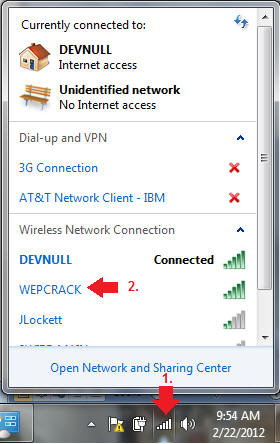 Currently connected to:
DEVNULL
Internet access
Unidentified network
No Internet access
Dial-up and VPN
3G Connection
AT&T Network Client - IBM
Wireless Network Connection
DEVNULL Connected
WEPCRACK 2.
JLockett
Open Network and Sharing Center
1.
9:54 AM
2/22/2012